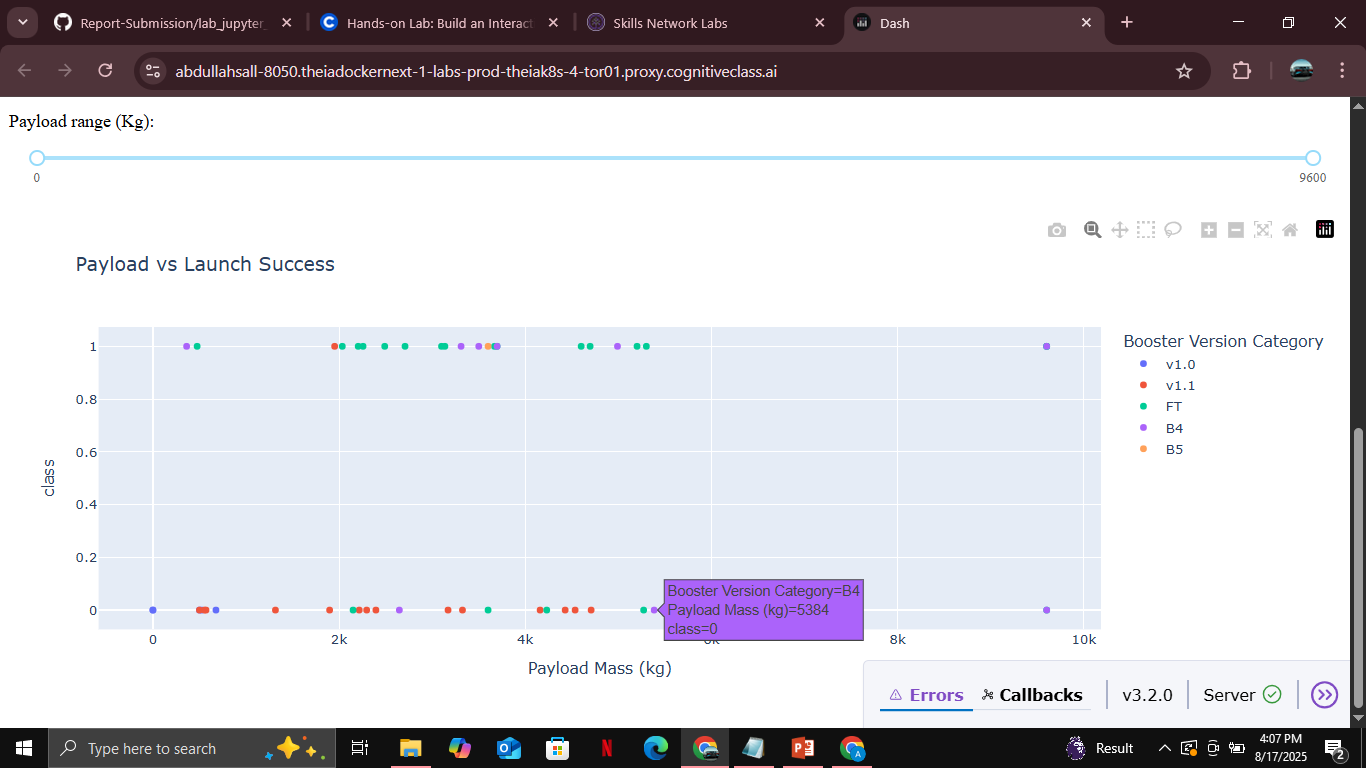 Report-Submission/lab_jupyter_
Hands-on Lab: Build an Interact
Skills Network Labs
Dash
abdullahsall-8050.theiadockernext-1-labs-prod-theiak8s-4-tor01.proxy.cognitiveclass.ai
Payload range (Kg):
0
9600
Payload vs Launch Success
Booster Version Category
v1.0
v1.1
FT
B4
B5
class
1
0.8
0.6
0.4
0.2
0
Booster Version Category=B4
Payload Mass (kg)=5384
class=0
0
2k
4k
8k
10k
Payload Mass (kg)
Errors
Callbacks
v3.2.0
Server
Type here to search
Result
4:07 PM
8/17/2025
2